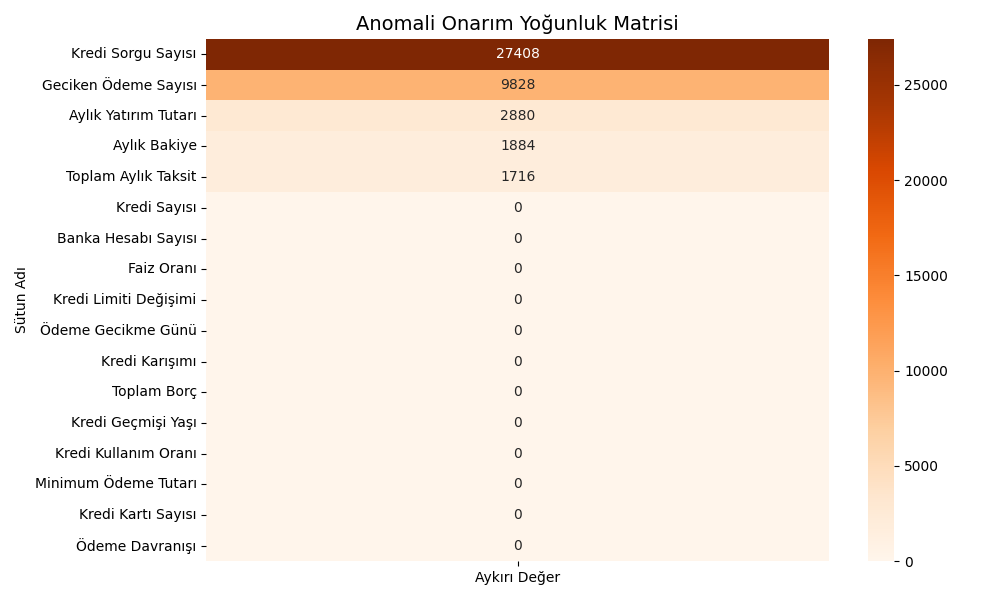 Anomali Onarım Yoğunluk Matrisi
Kredi Sorgu Sayısı 27408
Geciken Ödeme Sayısı 9828
Aylık Yatırım Tutarı 2880
Aylık Bakiye 1884
Toplam Aylık Taksit 1716
Kredi Sayısı 0
Banka Hesabı Sayısı 0
Faiz Oranı 0
Kredi Limiti Değişimi 0
Ödeme Gecikme Günü 0
Kredi Karışımı 0
Toplam Borç 0
Kredi Geçmişi Yaşı 0
Kredi Kullanım Oranı 0
Minimum Ödeme Tutarı 0
Kredi Kartı Sayısı 0
Ödeme Davranışı 0
Sütun Adı
Aykırı Değer
25000
20000
15000
10000
5000
0